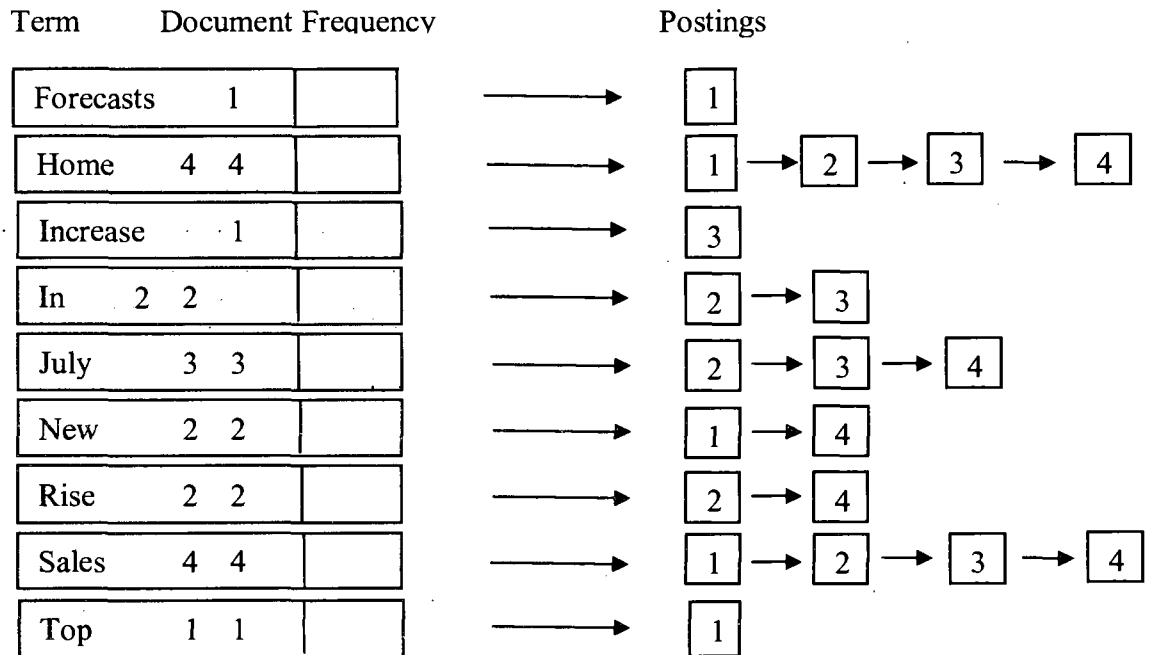 Term Document Frequency Postings
Forecasts 1 1
Home 4 4 1 2 3 4
Increase 1 3
In 2 2 2 3
July 3 3 2 3 4
New 2 2 1 4
Rise 2 2 2 4
Sales 4 4 1 2 3 4
Top 1 1 1